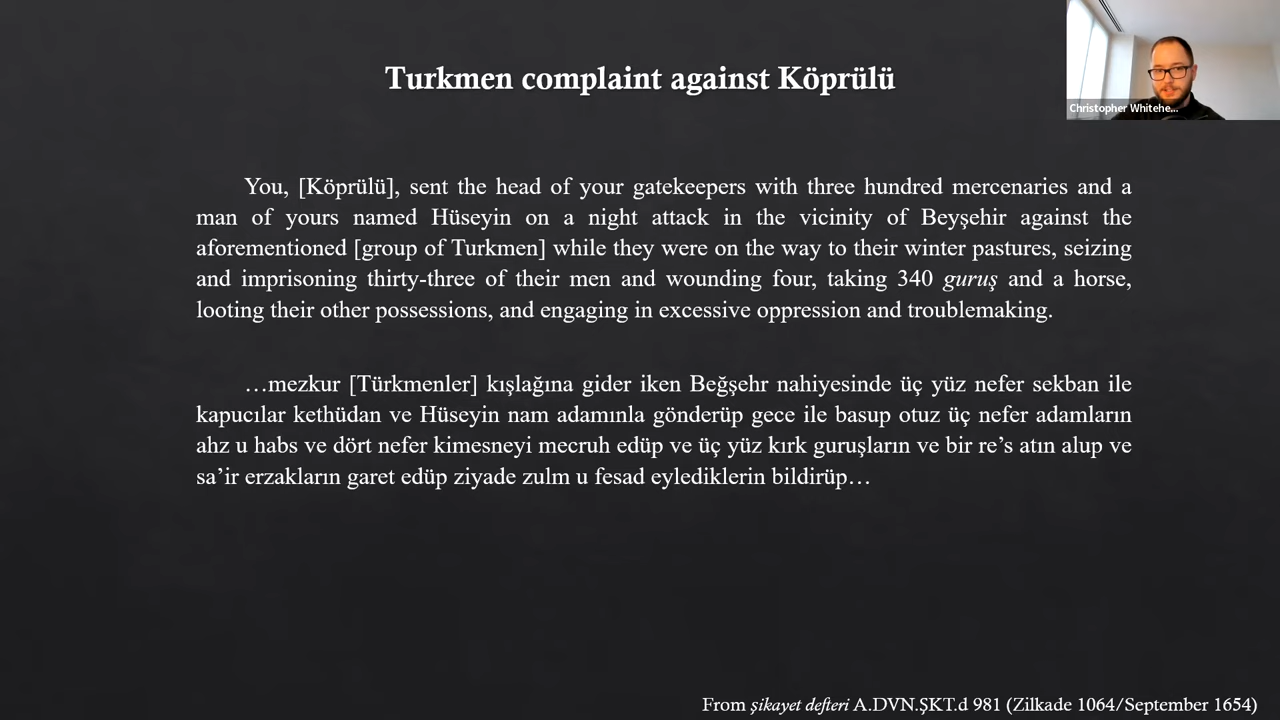 Turkmen complaint against Köprülü
Christopher Whitehe...
You, [Köprülü], sent the head of your gatekeepers with three hundred mercenaries and a
man of yours named Hüseyin on a night attack in the vicinity of Beyşehir against the
aforementioned [group of Turkmen] while they were on the way to their winter pastures, seizing
and imprisoning thirty-three of their men and wounding four, taking 340 guruş and a horse,
looting their other possessions, and engaging in excessive oppression and troublemaking.
…mezkur [Türkmenler] kışlağına gider iken Beğşehr nahiyesinde üç yüz nefer sekban ile
kapucılar kethüdan ve Hüseyin nam adamınla gönderüp gece ile basup otuz üç nefer adamların
ahz u habs ve dört nefer kimesneyi mecruh edüp ve üç yüz kırk guruşların ve bir re’s atın alup ve
sa’ir erzakların garet edüp ziyade zulm u fesad eylediklerin bildirüp…
From şikayet defteri A.DVN.ŞKT.d 981 (Zilkade 1064/September 1654)